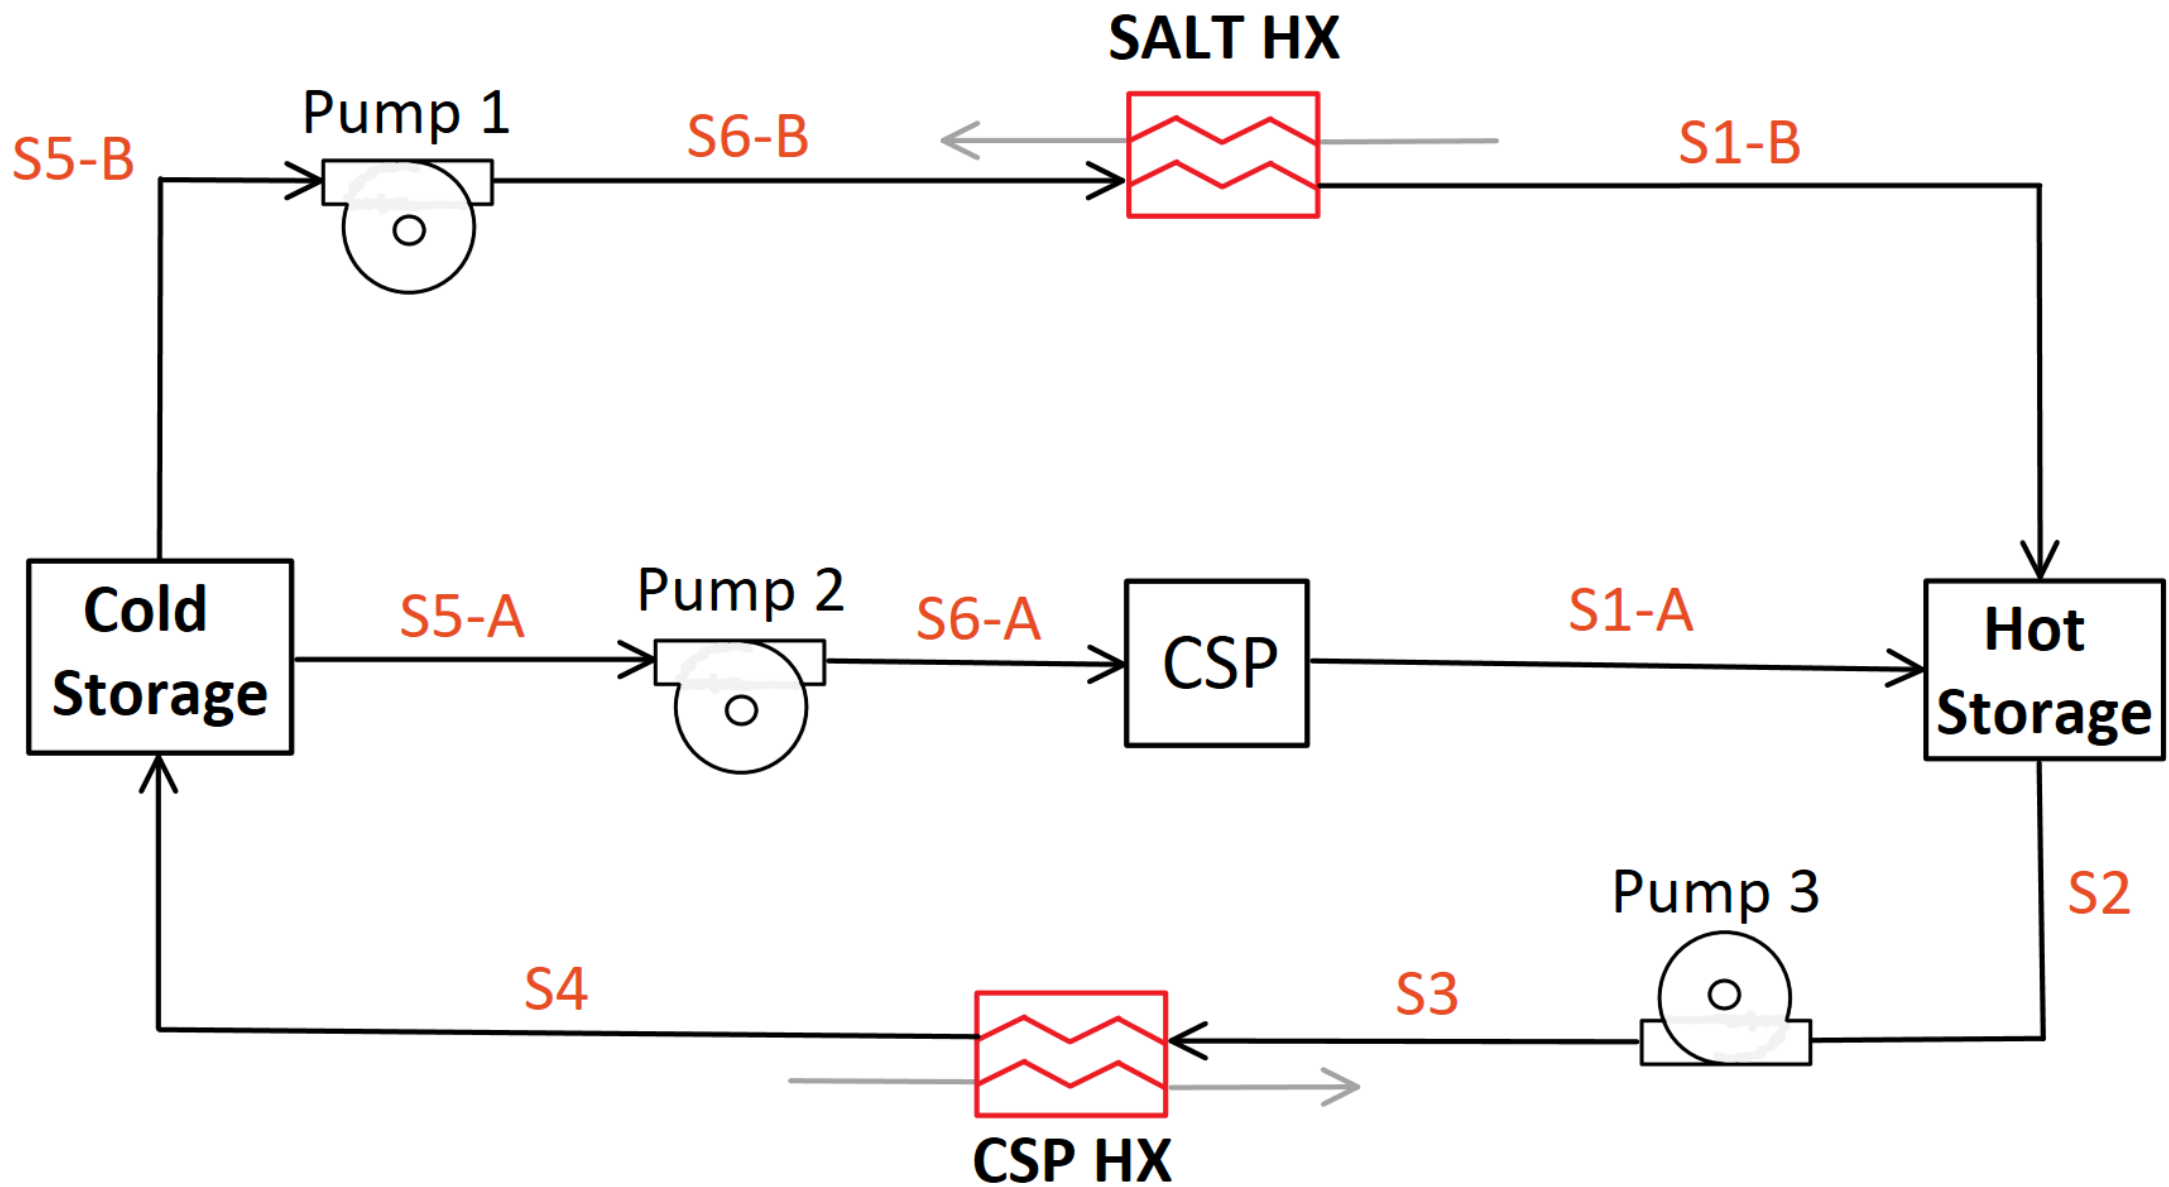 SALT HX
Pump 1
S5-B
S6-B
S1-B
Cold
Storage
S5-A
Pump 2
S6-A
CSP
S1-A
Hot
Storage
S2
Pump 3
S3
S4
CSP HX